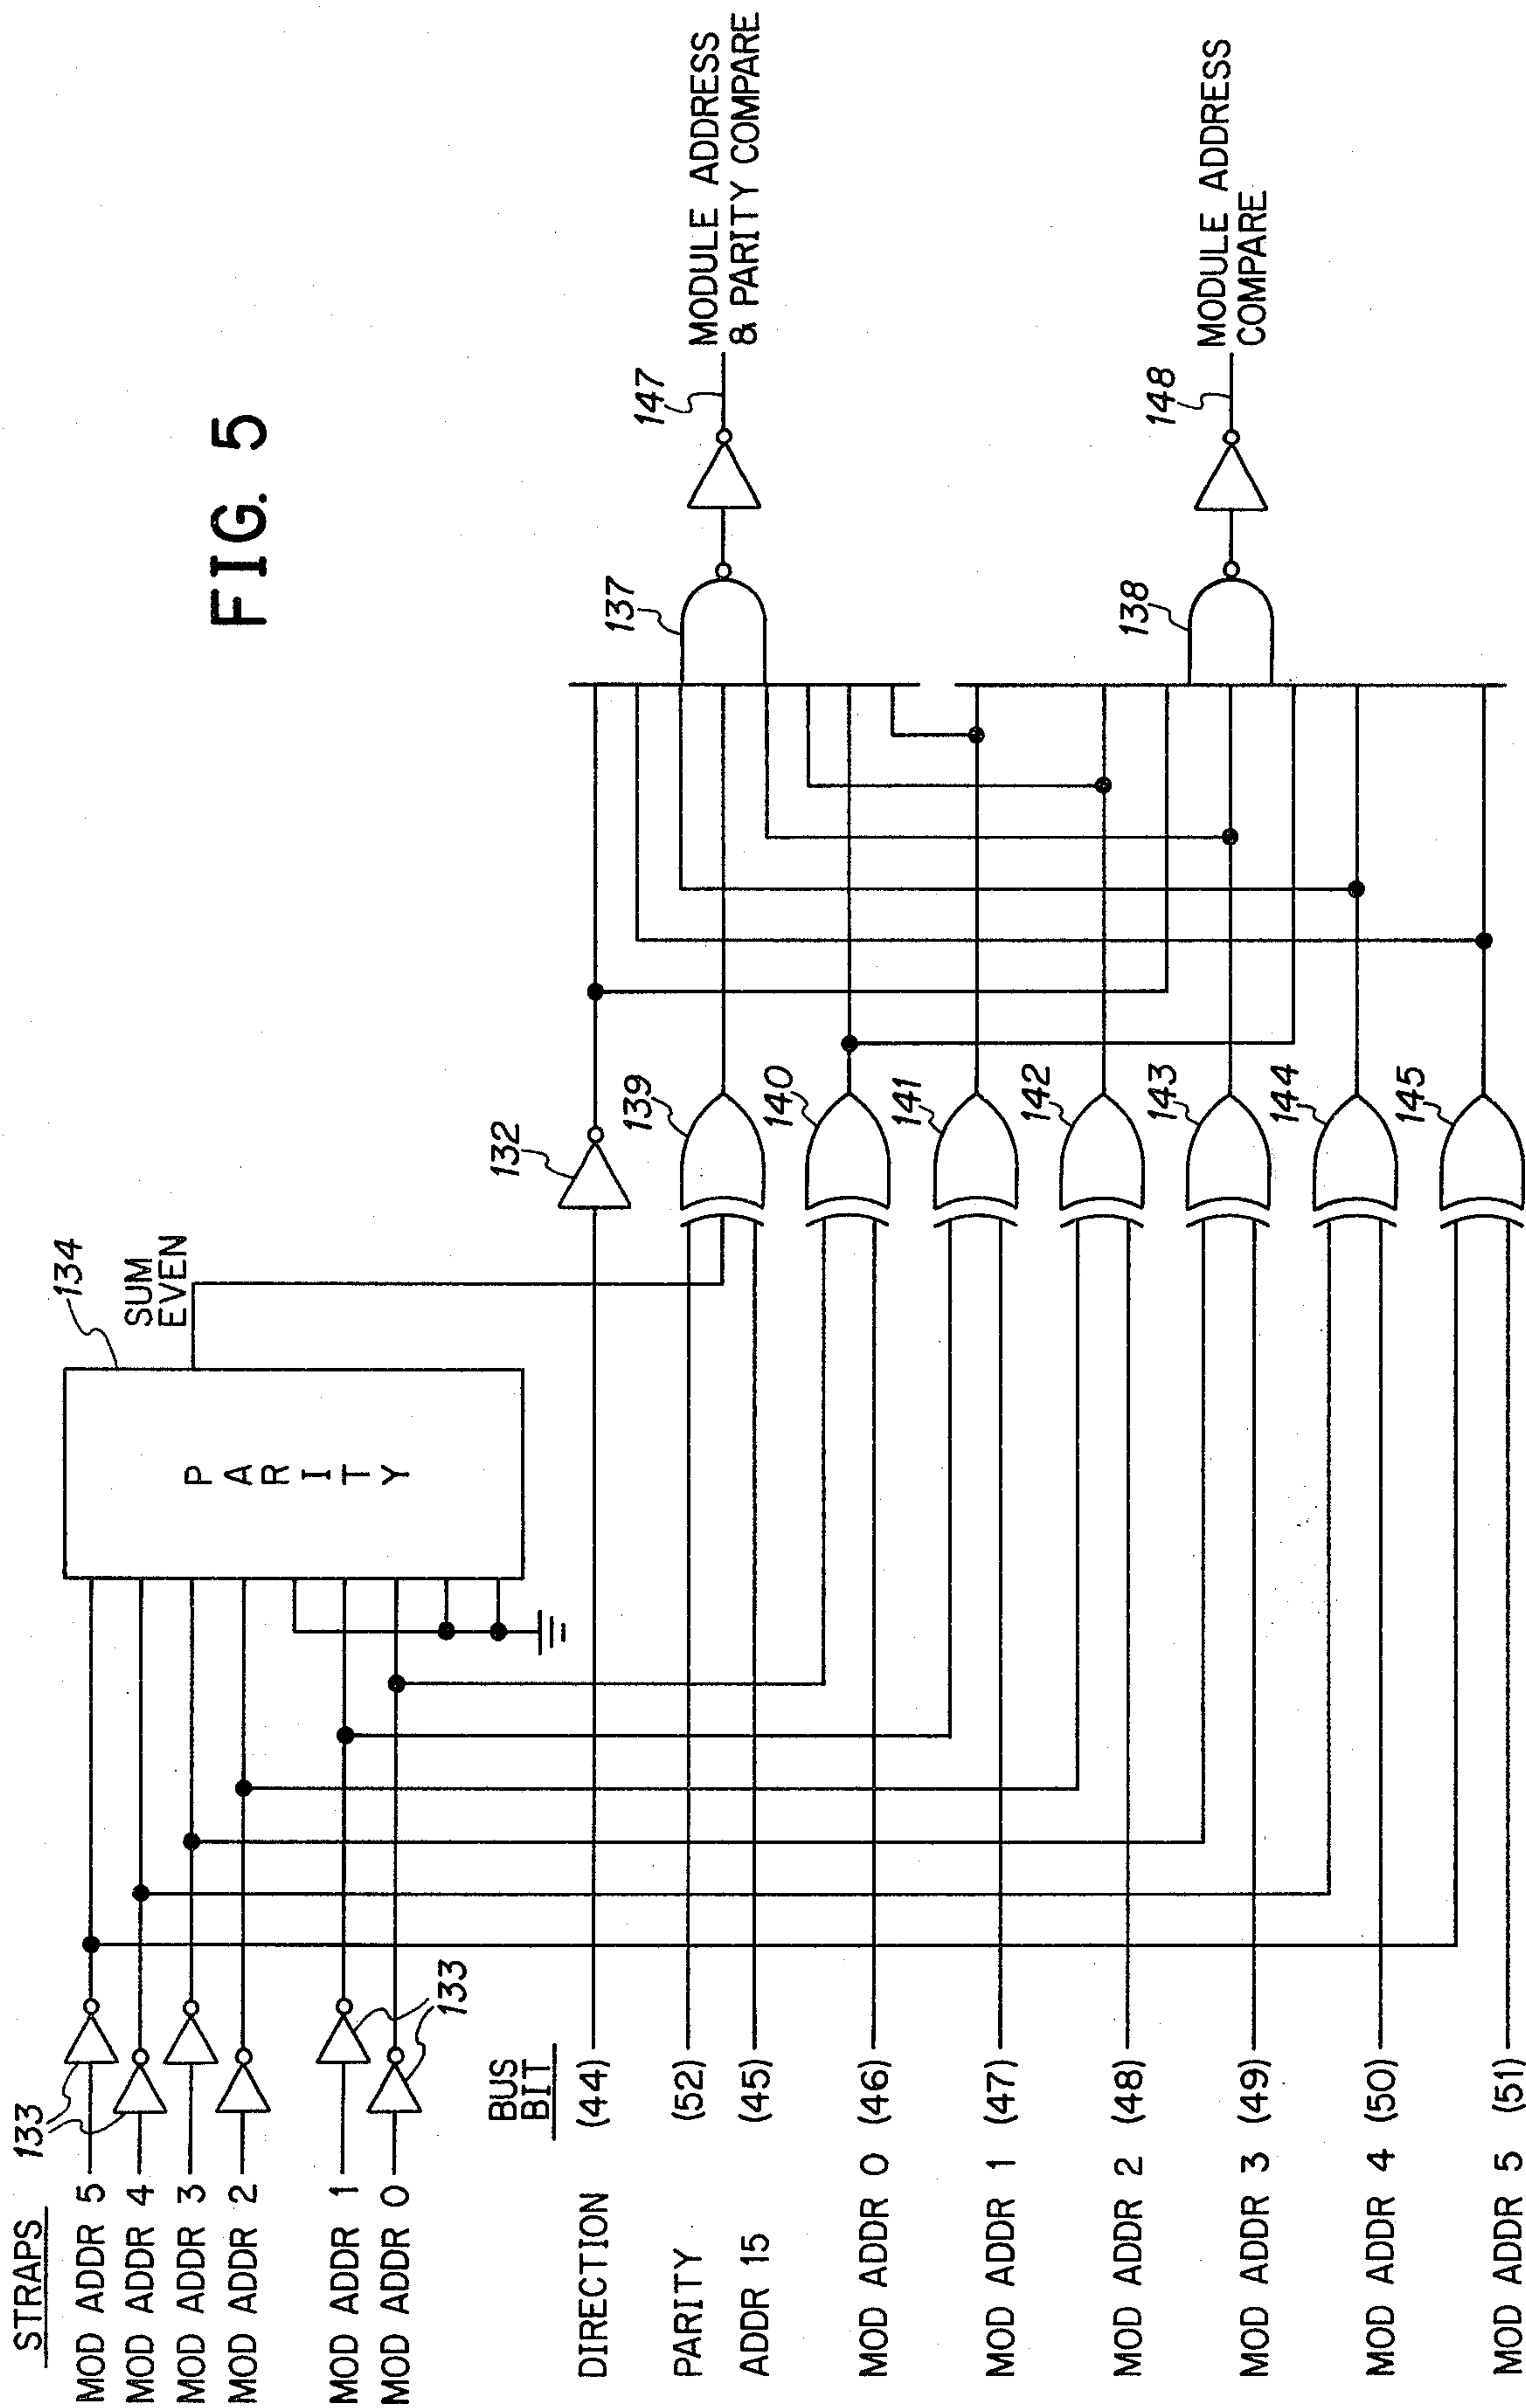 FIG. 5
STRAPS
133
MOD ADDR 5
MOD ADDR 4
MOD ADDR 3
MOD ADDR 2
MOD ADDR 1
MOD ADDR 0
133
PARITY
134
SUM
EVEN
BUS
BIT
DIRECTION (44)
PARITY (52)
ADDR 15 (45)
MOD ADDR 0 (46)
MOD ADDR 1 (47)
MOD ADDR 2 (48)
MOD ADDR 3 (49)
MOD ADDR 4 (50)
MOD ADDR 5 (51)
132
139
140
141
142
143
144
145
137
138
147
MODULE ADDRESS
& PARITY COMPARE
148
MODULE ADDRESS
COMPARE